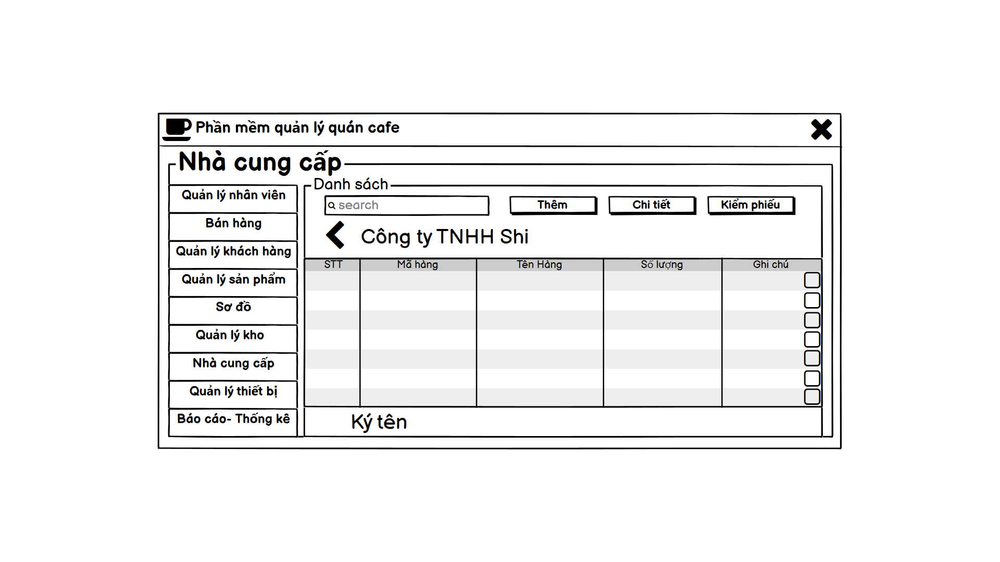 Phần mềm quản lý quán cafe
Nhà cung cấp
Quản lý nhân viên
Bán hàng
Quản lý khách hàng
Quản lý sản phẩm
Sơ đồ
Quản lý kho
Nhà cung cấp
Quản lý thiết bị
Báo cáo- Thống kê
Danh sách
search
Thêm
Chi tiết
Kiểm phiếu
Công ty TNHH Shi
STT Mã hàng Tên Hàng Số lượng Ghi chú
Ký tên